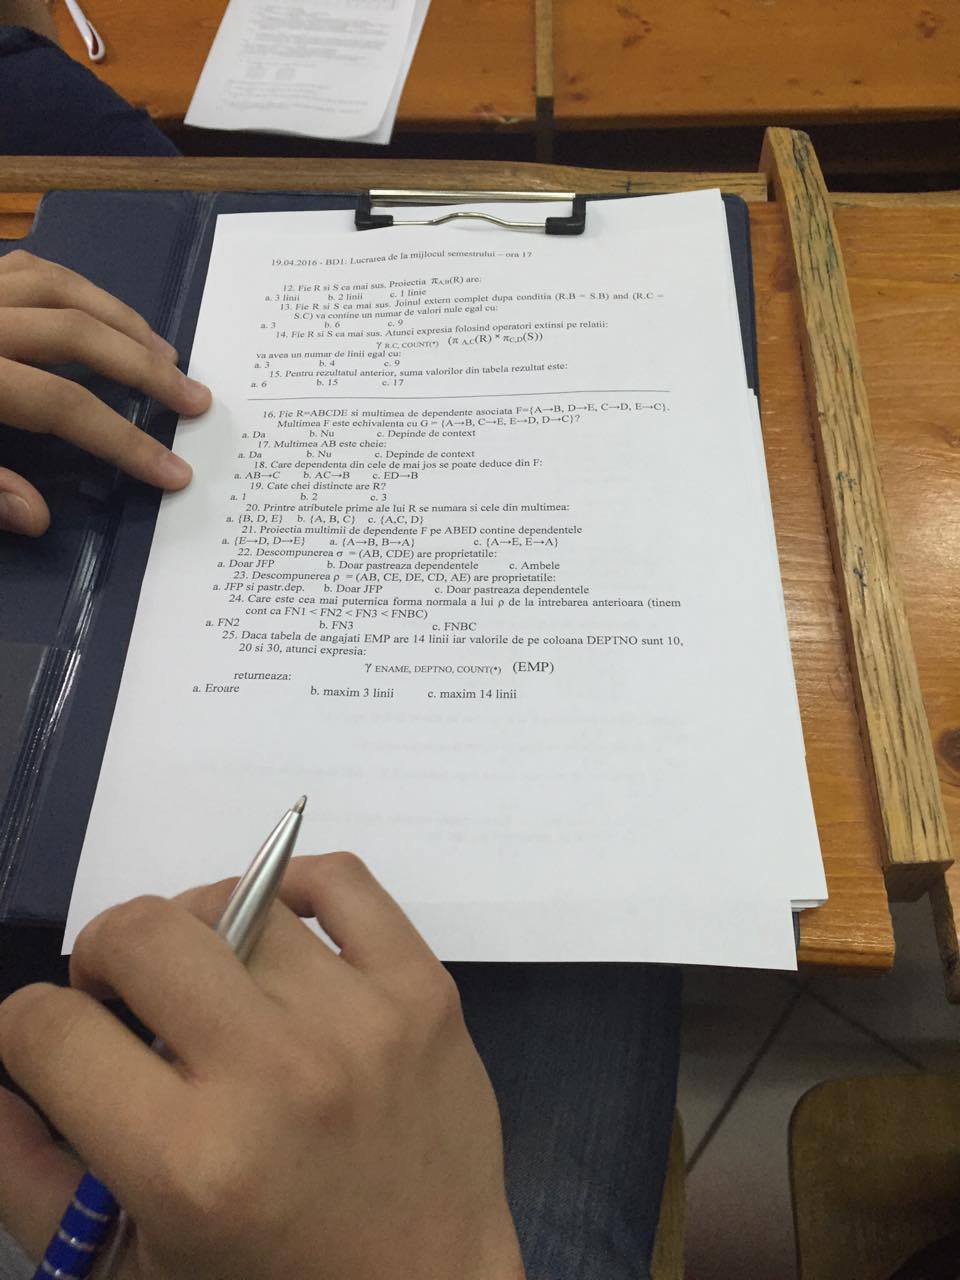 19.04.2016 - BD1: Lucrarea de la mijlocul semestrului – ora 17
12. Fie R si S ca mai sus. Proiectia πA,B(R) are:
a. 3 linii b. 2 linii c. 1 linie
13. Fie R si S ca mai sus. Joinul extern complet dupa conditia (R.B = S.B) and (R.C =
S.C) va contine un numar de valori nule egal cu:
a. 3 b. 6 c. 9
14. Fie R si S ca mai sus. Atunci expresia folosind operatori extinsi pe relatii:
γ R.C, COUNT(*) (π A,C(R) * πC,D(S))
va avea un numar de linii egal cu:
a. 3 b. 4 c. 9
15. Pentru rezultatul anterior, suma valorilor din tabela rezultat este:
a. 6 b. 15 c. 17
16. Fie R=ABCDE si multimea de dependente asociata F={A→B, D→E, C→D, E→C}.
Multimea F este echivalenta cu G = {A→B, C→E, E→D, D→C}?
a. Da b. Nu c. Depinde de context
17. Multimea AB este cheie:
a. Da b. Nu c. Depinde de context
18. Care dependenta din cele de mai jos se poate deduce din F:
a. AB→C b. AC→B c. ED→B
19. Cate chei distincte are R?
a. 1 b. 2 c. 3
20. Printre atributele prime ale lui R se numara si cele din multimea:
a. {B, D, E} b. {A, B, C} c. {A,C, D}
21. Proiectia multimii de dependente F pe ABED contine dependentele
a. {E→D, D→E} a. {A→B, B→A} c. {A→E, E→A}
22. Descompunerea σ = (AB, CDE) are proprietatile:
a. Doar JFP b. Doar pastreaza dependentele c. Ambele
23. Descompunerea ρ = (AB, CE, DE, CD, AE) are proprietatile:
a. JFP si pastr.dep. b. Doar JFP c. Doar pastreaza dependentele
24. Care este cea mai puternica forma normala a lui ρ de la intrebarea anterioara (tinem
cont ca FN1 < FN2 < FN3 < FNBC)
a. FN2 b. FN3 c. FNBC
25. Daca tabela de angajati EMP are 14 linii iar valorile de pe coloana DEPTNO sunt 10,
20 si 30, atunci expresia:
γ ENAME, DEPTNO, COUNT(*) (EMP)
returneaza:
a. Eroare b. maxim 3 linii c. maxim 14 linii